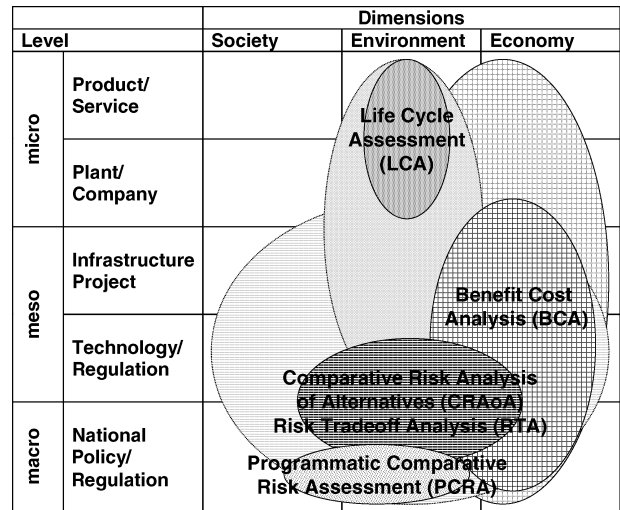 Dimensions
Level Society Environment Economy
micro
Product/
Service
Plant/
Company
meso
Infrastructure
Project
Technology/
Regulation
macro
National
Policy/
Regulation
Life Cycle
Assessment
(LCA)
Benefit Cost
Analysis (BCA)
Comparative Risk Analysis
of Alternatives (CRAoA)
Risk Tradeoff Analysis (RTA)
Programmatic Comparative
Risk Assessment (PCRA)